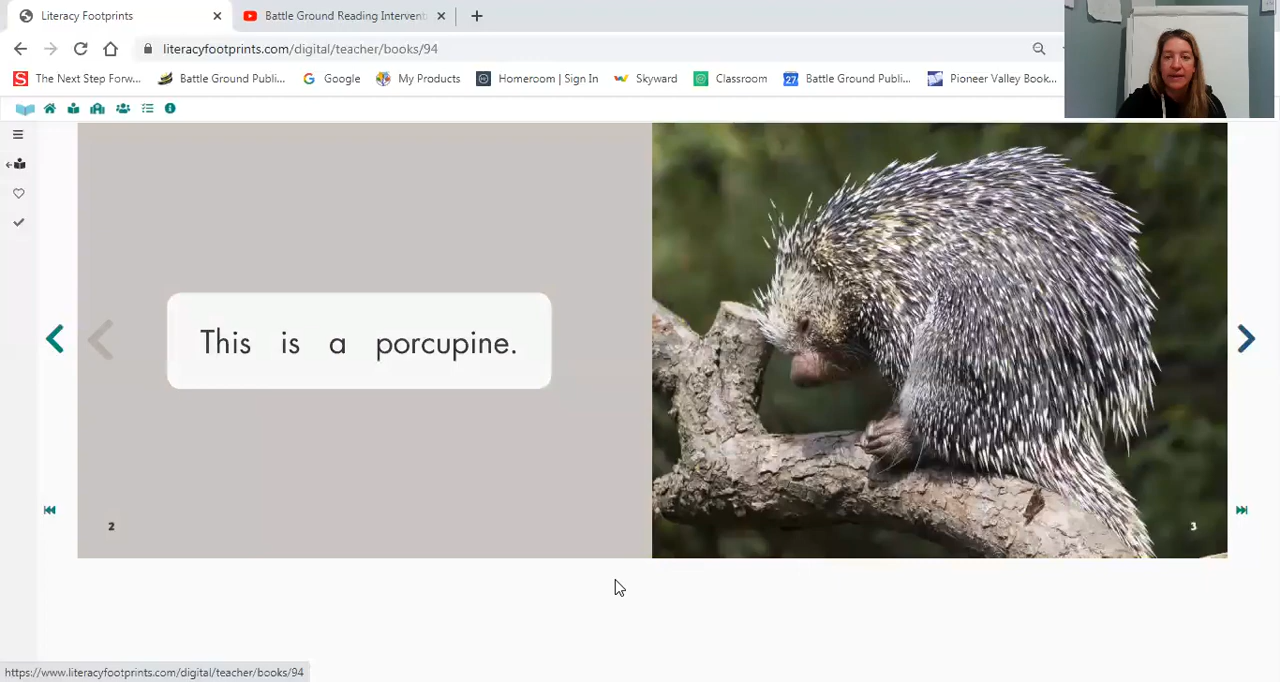 Literacy Footprints
Battle Ground Reading Intervent
literacyfootprints.com/digital/teacher/books/94
The Next Step Forw... Battle Ground Publi... Google My Products Homeroom | Sign In Skyward Classroom 27 Battle Ground Publi... Pioneer Valley Book...
This is a porcupine.
2
3
https://www.literacyfootprints.com/digital/teacher/books/94